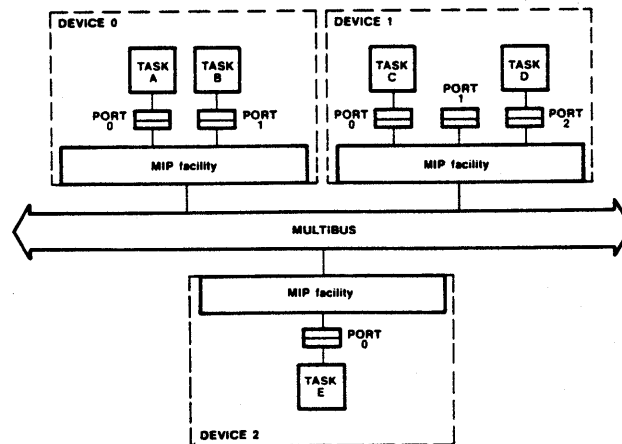 DEVICE 0
TASK
A
TASK
B
PORT
0
PORT
1
MIP facility
DEVICE 1
TASK
C
TASK
D
PORT
0
PORT
1
PORT
2
MIP facility
MULTIBUS
MIP facility
PORT
0
TASK
E
DEVICE 2